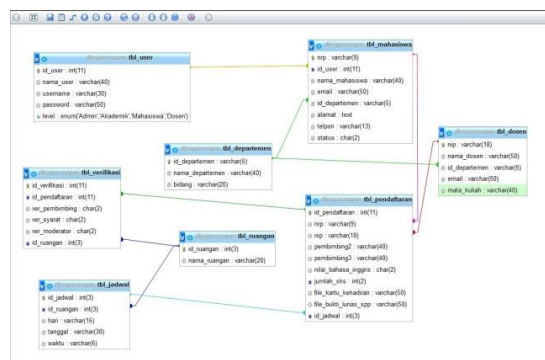 tbl_user
id_user : int(11)
nama_user : varchar(40)
username : varchar(30)
password : varchar(50)
level : enum('Admin','Akademik','Mahasiswa','Dosen')
tbl_mahasiswa
nrp : varchar(9)
id_user : int(11)
nama_mahasiswa : varchar(40)
email : varchar(50)
id_departemen : varchar(5)
alamat : text
telpon : varchar(13)
status : char(2)
tbl_dosen
nip : varchar(18)
nama_dosen : varchar(50)
id_departemen : varchar(5)
email : varchar(50)
mata_kuliah : varchar(40)
tbl_departemen
id_departemen : varchar(5)
nama_departemen : varchar(40)
bidang : varchar(20)
tbl_verifikasi
id_verifikasi : int(11)
id_pendaftaran : int(11)
ver_pembimbing : char(2)
ver_syarat : char(2)
ver_moderator : char(2)
id_ruangan : int(3)
tbl_pendaftaran
id_pendaftaran : int(11)
nrp : varchar(9)
nip : varchar(18)
pembimbing2 : varchar(40)
pembimbing3 : varchar(40)
nilai_bahasa_inggris : char(2)
jumlah_sks : int(2)
file_kartu_kehadiran : varchar(50)
file_bukti_lunas_spp : varchar(50)
id_jadwal : int(3)
tbl_ruangan
id_ruangan : int(3)
nama_ruangan : varchar(20)
tbl_jadwal
id_jadwal : int(3)
id_ruangan : int(3)
hari : varchar(15)
tanggal : varchar(30)
waktu : varchar(6)